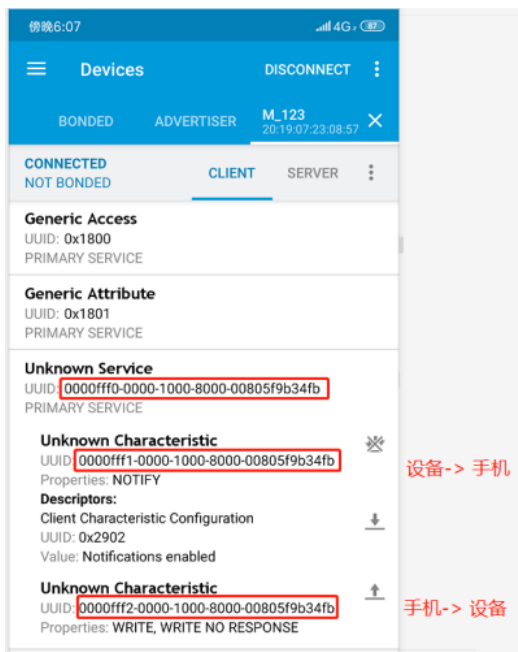 傍晚6:07
4G
87
Devices
DISCONNECT
BONDED
ADVERTISER
M_123
20:19:07:23:08:57
CONNECTED
NOT BONDED
CLIENT
SERVER
Generic Access
UUID: 0x1800
PRIMARY SERVICE
Generic Attribute
UUID: 0x1801
PRIMARY SERVICE
Unknown Service
UUID: 0000fff0-0000-1000-8000-00805f9b34fb
PRIMARY SERVICE
Unknown Characteristic
UUID: 0000fff1-0000-1000-8000-00805f9b34fb
设备-> 手机
Properties: NOTIFY
Descriptors:
Client Characteristic Configuration
UUID: 0x2902
Value: Notifications enabled
Unknown Characteristic
UUID: 0000fff2-0000-1000-8000-00805f9b34fb
手机-> 设备
Properties: WRITE, WRITE NO RESPONSE